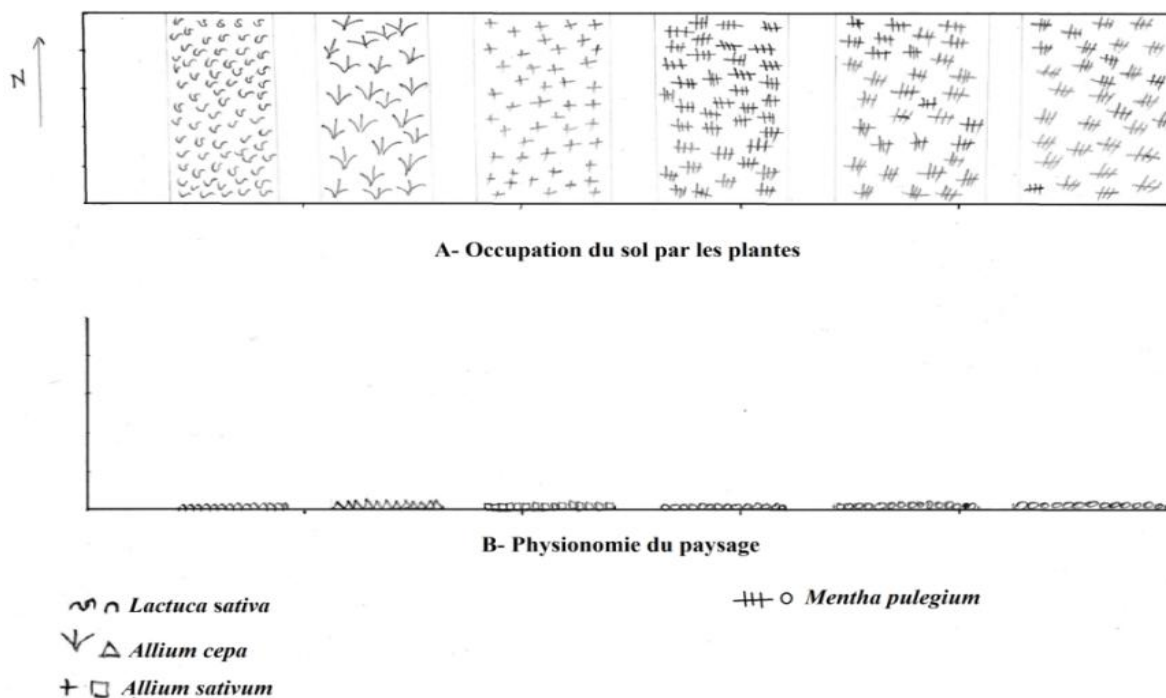 N
A- Occupation du sol par les plantes
B- Physionomie du paysage
Lactuca sativa
Mentha pulegium
Allium cepa
Allium sativum